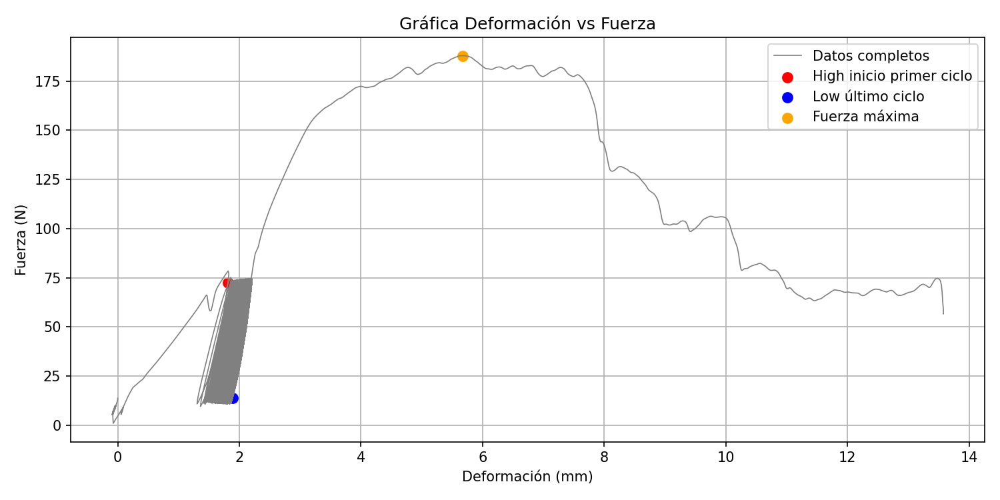 Gráfica Deformación vs Fuerza
Datos completos
High inicio primer ciclo
Low último ciclo
Fuerza máxima
Fuerza (N)
175
150
125
100
75
50
25
0
0 2 4 6 8 10 12 14
Deformación (mm)